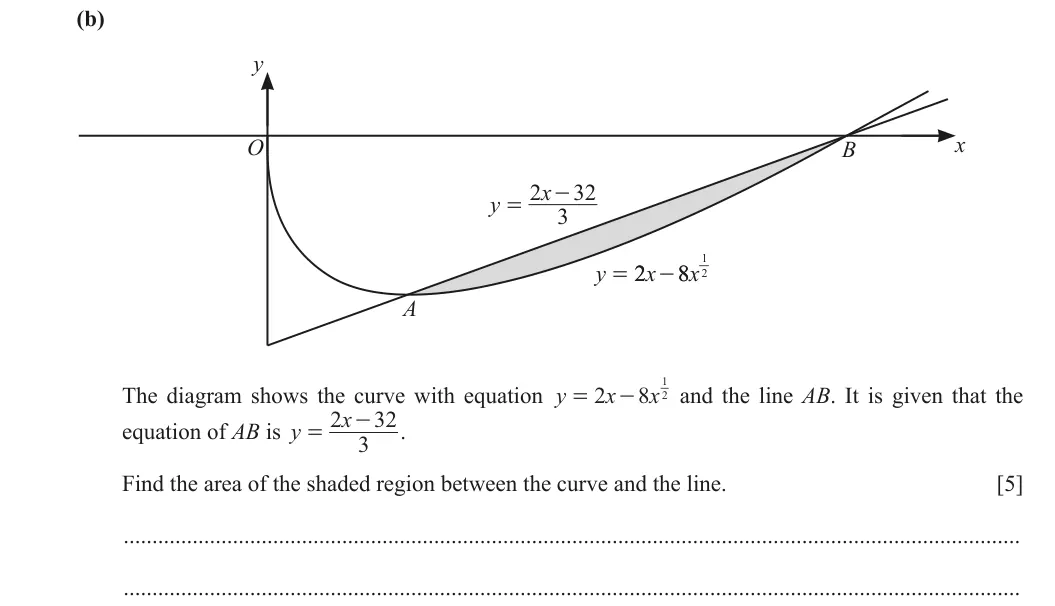 (b)
y
O
B
x
y = (2x − 32)/3
y = 2x − 8x^(1/2)
A
The diagram shows the curve with equation y = 2x − 8x^(1/2) and the line AB. It is given that the
equation of AB is y = (2x − 32)/3.
Find the area of the shaded region between the curve and the line. [5]